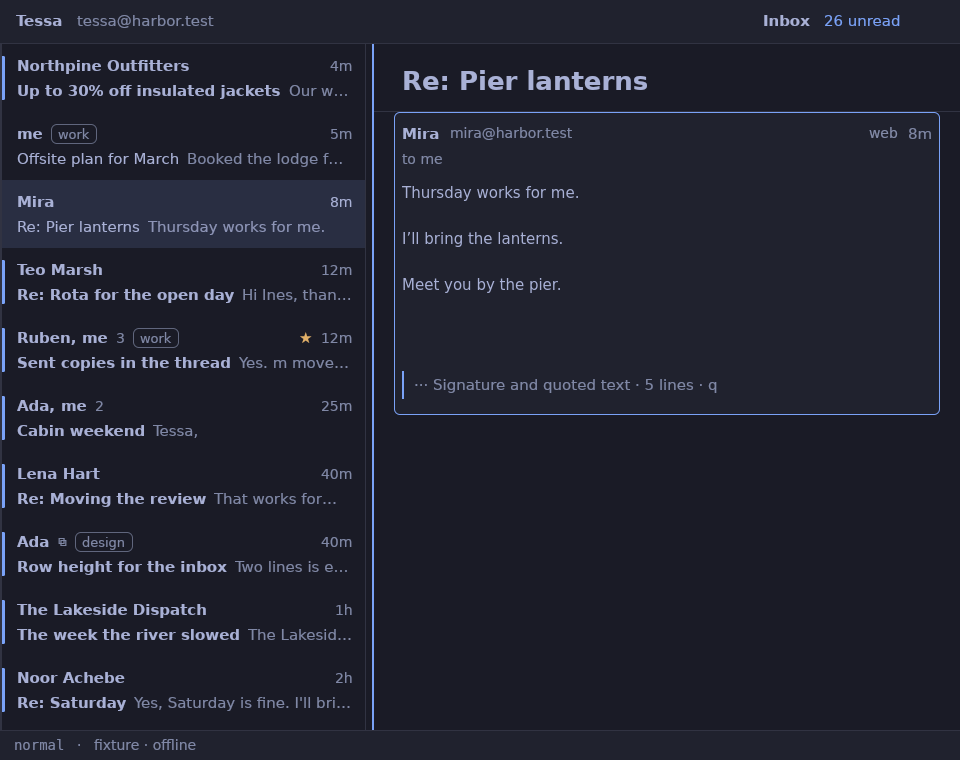 Tessa tessa@harbor.test
Inbox 26 unread
Northpine Outfitters 4m
Up to 30% off insulated jackets Our w…
me work 5m
Offsite plan for March Booked the lodge f…
Mira 8m
Re: Pier lanterns Thursday works for me.
Teo Marsh 12m
Re: Rota for the open day Hi Ines, than…
Ruben, me 3 work ★ 12m
Sent copies in the thread Yes. m move…
Ada, me 2 25m
Cabin weekend Tessa,
Lena Hart 40m
Re: Moving the review That works for…
Ada ⧉ design 40m
Row height for the inbox Two lines is e…
The Lakeside Dispatch 1h
The week the river slowed The Lakesid…
Noor Achebe 2h
Re: Saturday Yes, Saturday is fine. I'll bri…
Re: Pier lanterns
Mira mira@harbor.test web 8m
to me
Thursday works for me.
I’ll bring the lanterns.
Meet you by the pier.
··· Signature and quoted text · 5 lines · q
normal · fixture · offline